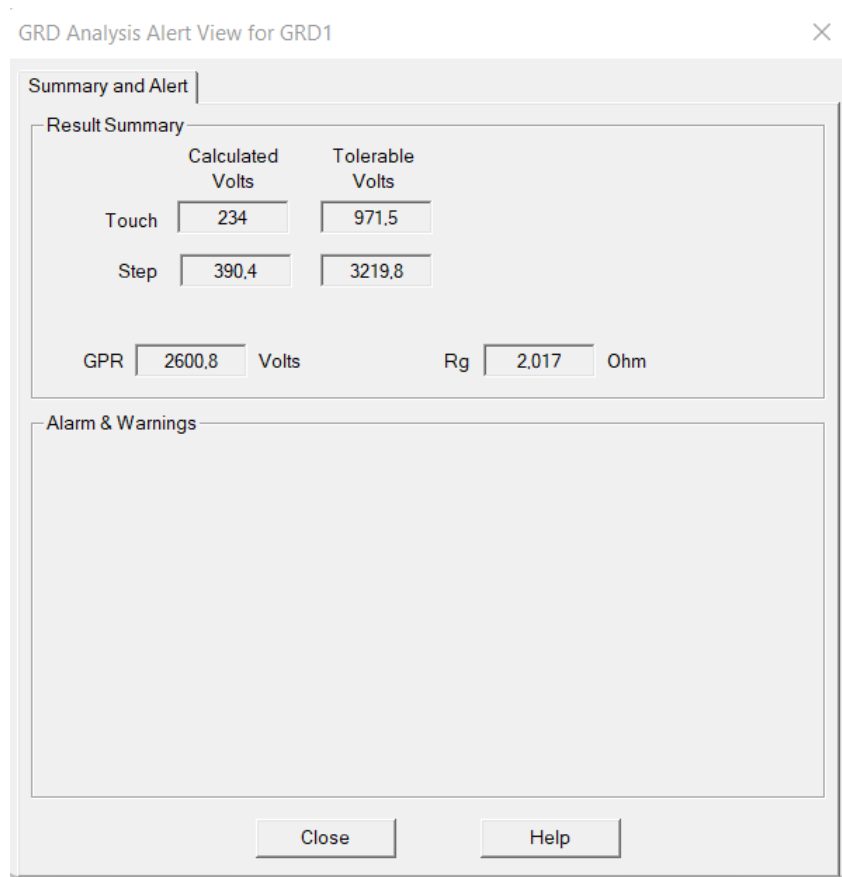 GRD Analysis Alert View for GRD1
Summary and Alert
Result Summary
Calculated Volts
Tolerable Volts
Touch 234 971,5
Step 390,4 3219,8
GPR 2600,8 Volts Rg 2,017 Ohm
Alarm & Warnings
Close Help